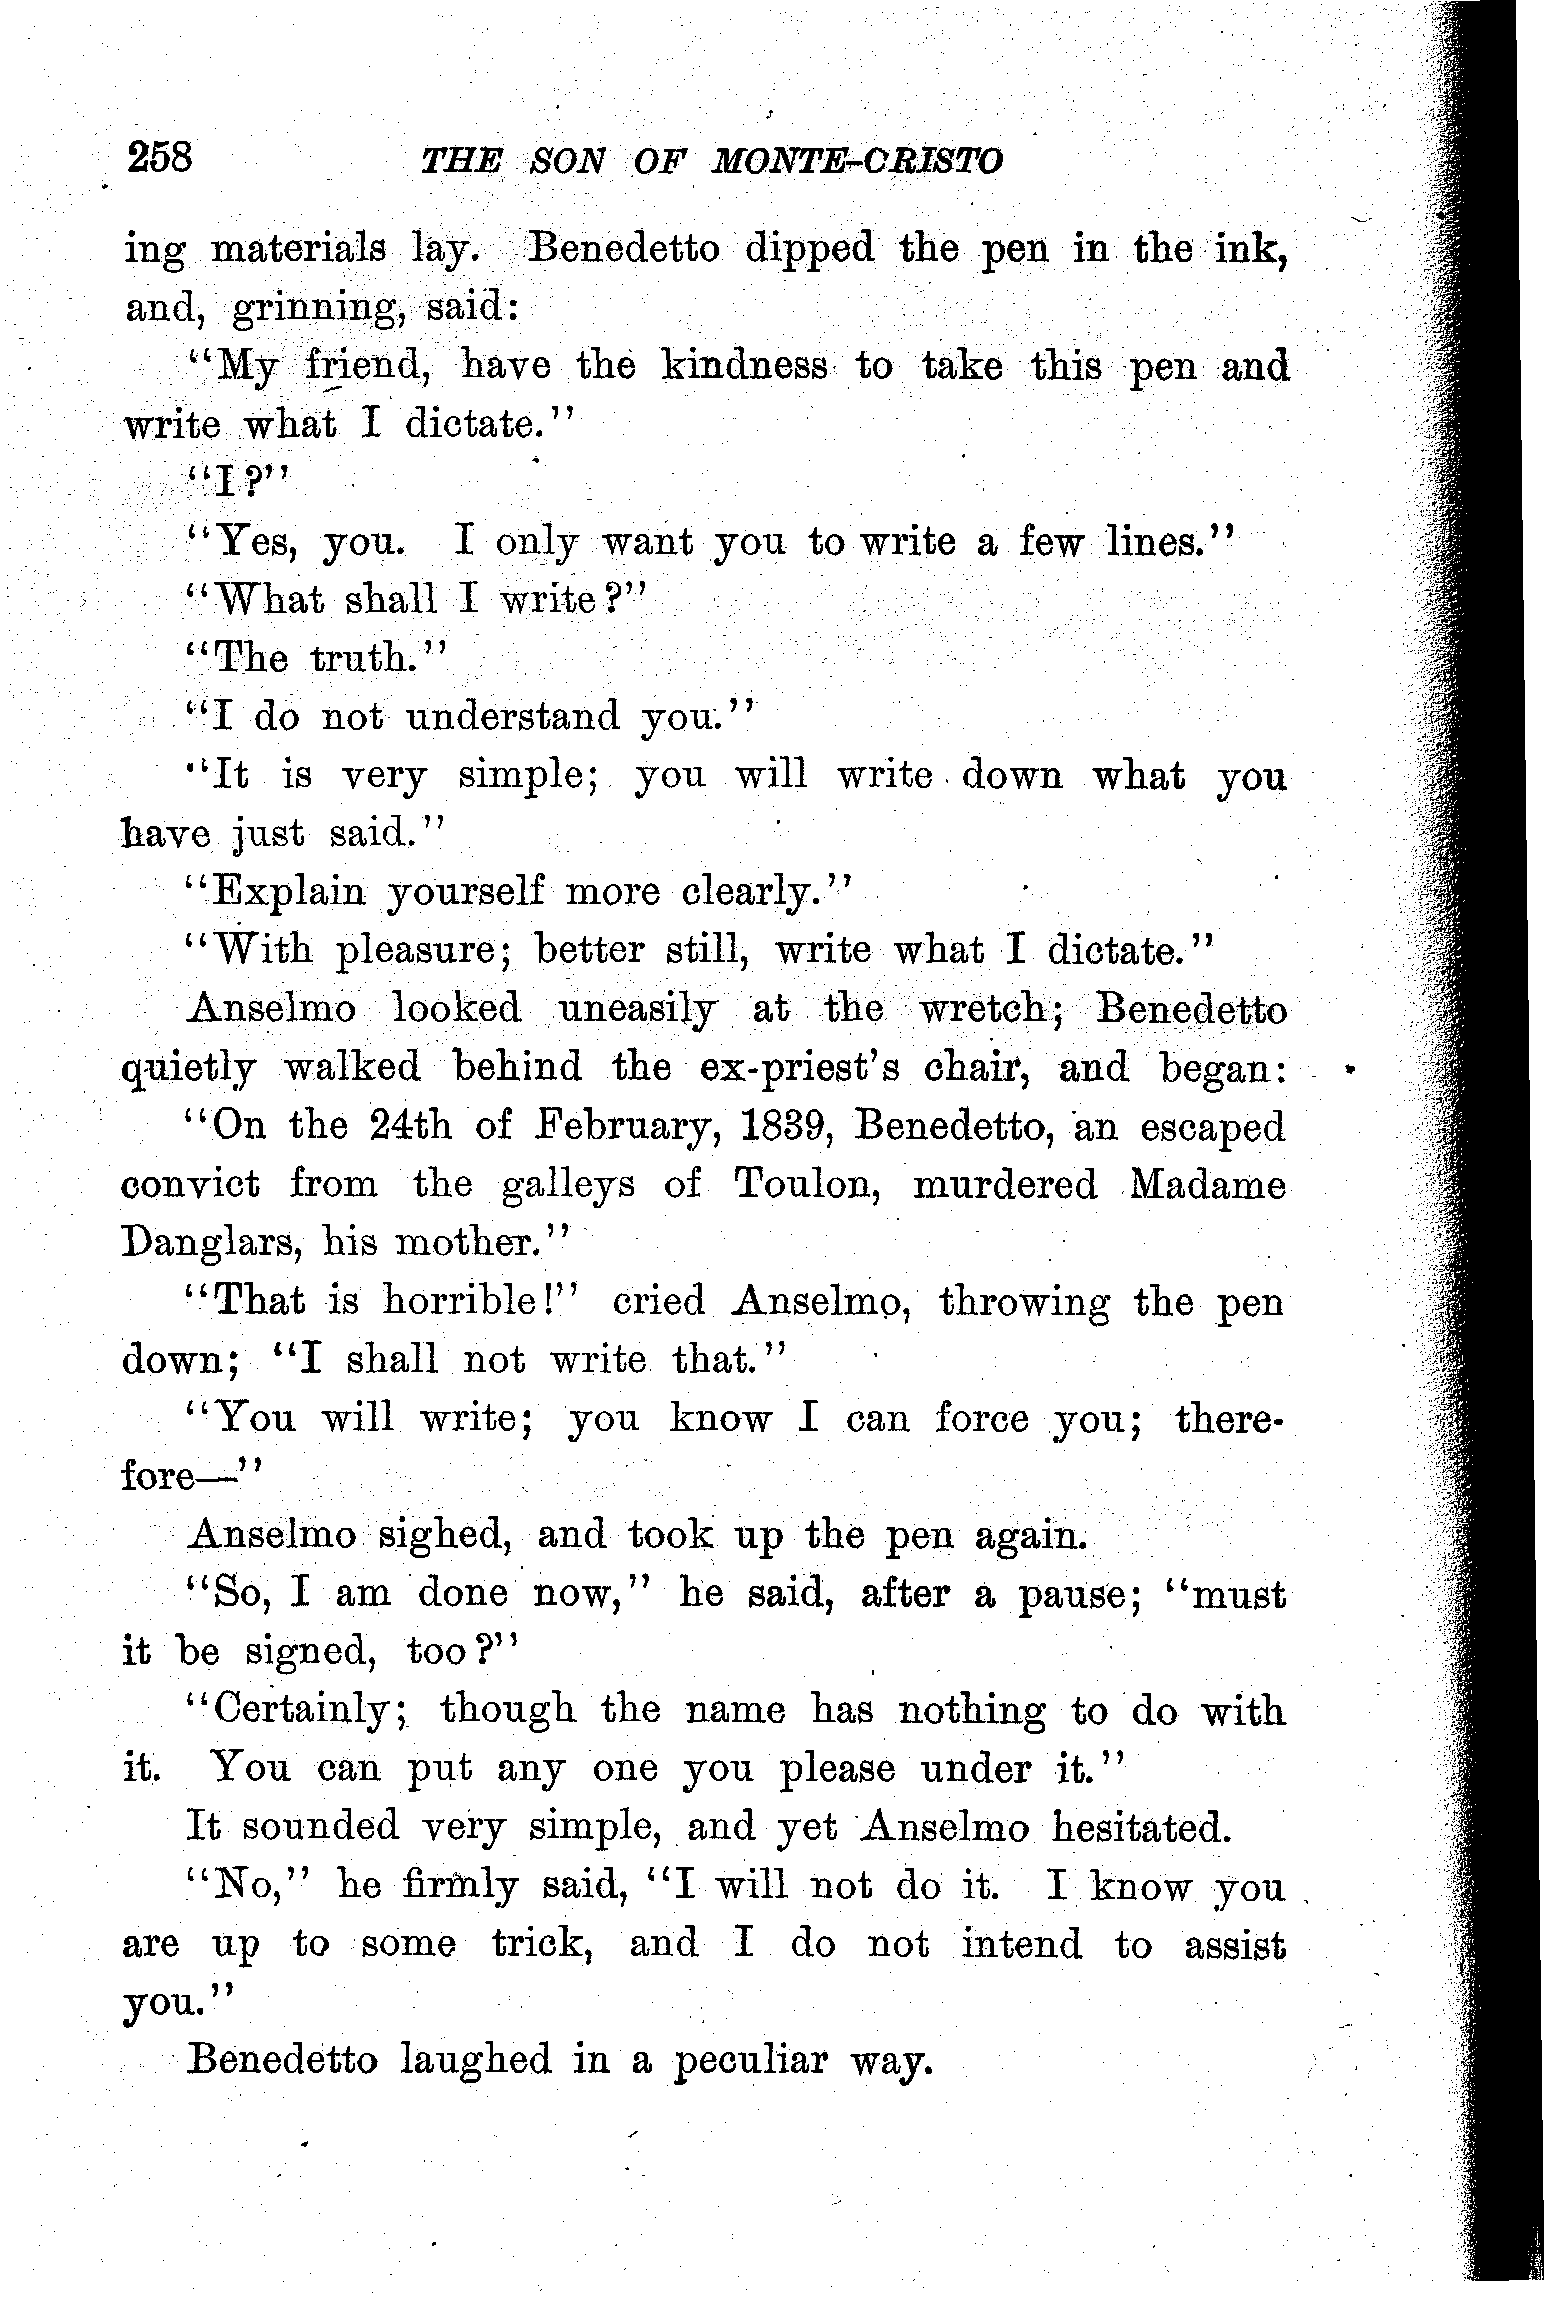 258 THE SON OF MONTE-CRISTO
ing materials lay. Benedetto dipped the pen in the ink,
and, grinning, said:
"My friend, have the kindness to take this pen and
write what I dictate."
"I?"
"Yes, you. I only want you to write a few lines."
"What shall I write?"
"The truth."
"I do not understand you."
"It is very simple; you will write down what you
have just said."
"Explain yourself more clearly."
"With pleasure; better still, write what I dictate."
Anselmo looked uneasily at the wretch; Benedetto
quietly walked behind the ex-priest's chair, and began:
"On the 24th of February, 1839, Benedetto, an escaped
convict from the galleys of Toulon, murdered Madame
Danglars, his mother."
"That is horrible!" cried Anselmo, throwing the pen
down; "I shall not write that."
"You will write; you know I can force you; there-
fore—"
Anselmo sighed, and took up the pen again.
"So, I am done now," he said, after a pause; "must
it be signed, too?"
"Certainly; though the name has nothing to do with
it. You can put any one you please under it."
It sounded very simple, and yet Anselmo hesitated.
"No," he firmly said, "I will not do it. I know you
are up to some trick, and I do not intend to assist
you."
Benedetto laughed in a peculiar way.